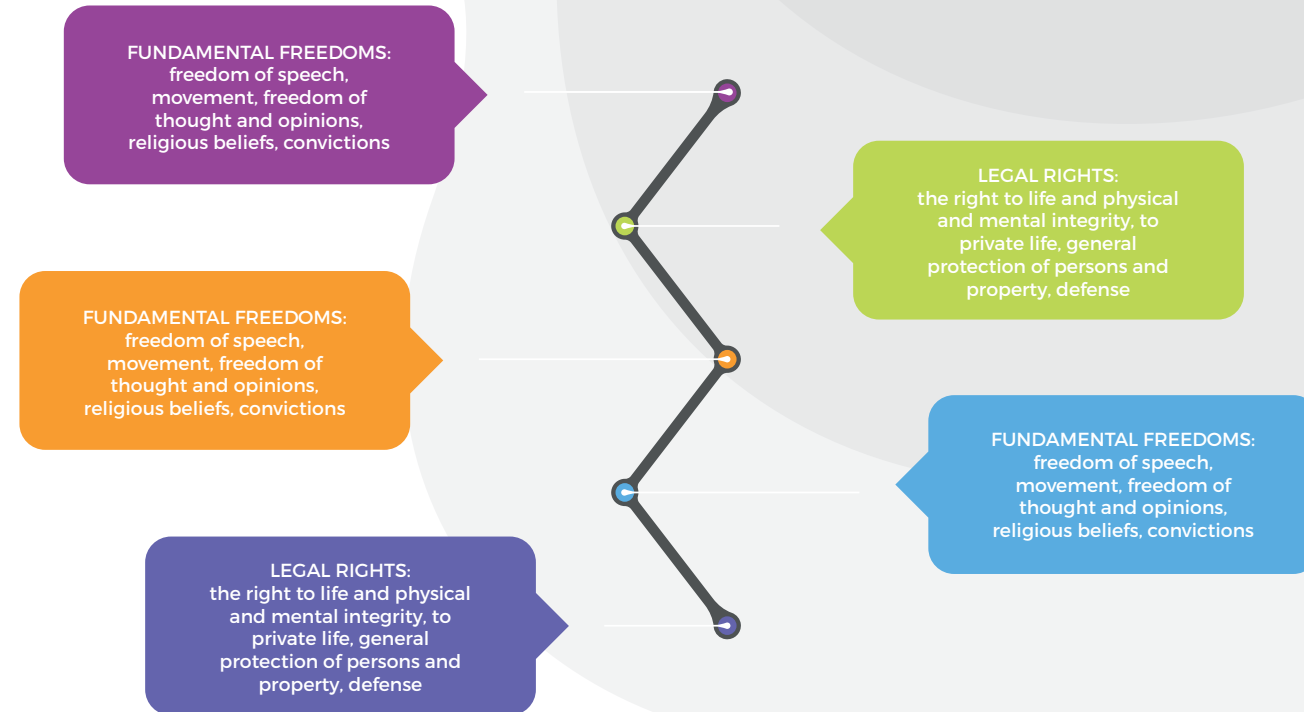 FUNDAMENTAL FREEDOMS:
freedom of speech,
movement, freedom of
thought and opinions,
religious beliefs, convictions
LEGAL RIGHTS:
the right to life and physical
and mental integrity, to
private life, general
protection of persons and
property, defense
FUNDAMENTAL FREEDOMS:
freedom of speech,
movement, freedom of
thought and opinions,
religious beliefs, convictions
FUNDAMENTAL FREEDOMS:
freedom of speech,
movement, freedom of
thought and opinions,
religious beliefs, convictions
LEGAL RIGHTS:
the right to life and physical
and mental integrity, to
private life, general
protection of persons and
property, defense